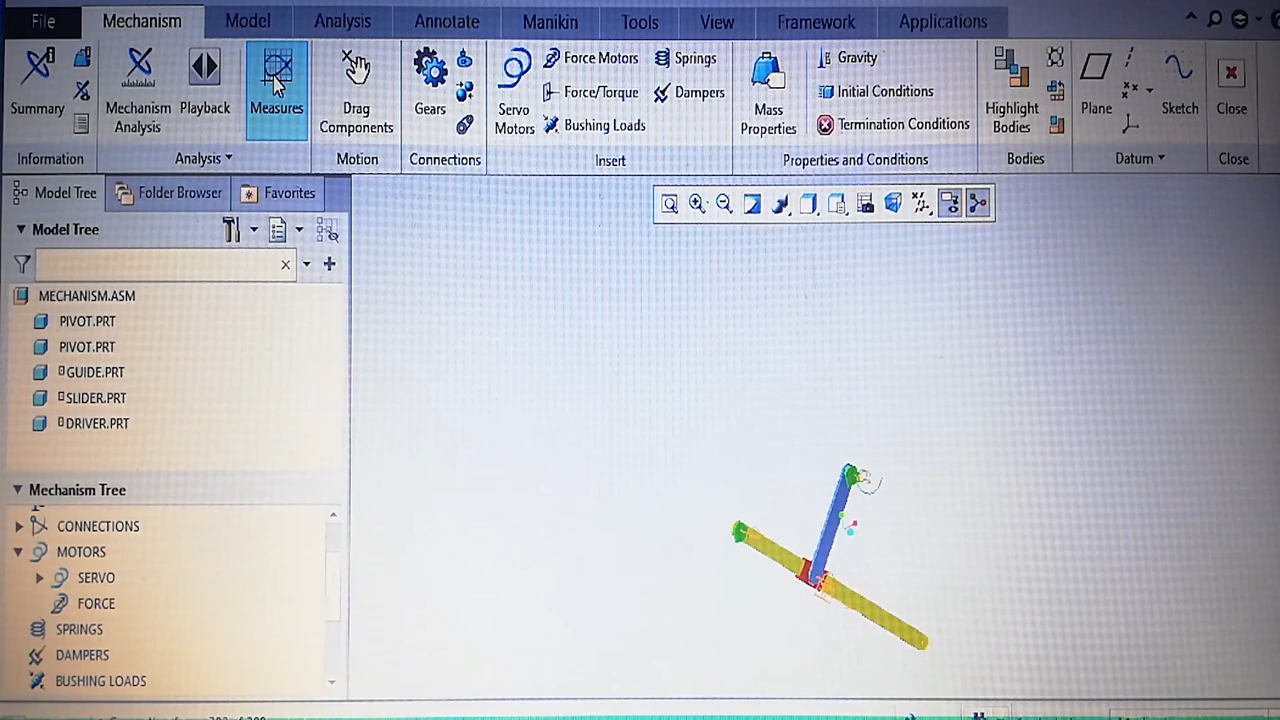 File Mechanism Model Analysis Annotate Manikin Tools View Framework Applications
Summary
Mechanism Analysis
Playback
Measures
Drag Components
Gears
Servo Motors
Force Motors
Force/Torque
Bushing Loads
Springs
Dampers
Mass Properties
Gravity
Initial Conditions
Termination Conditions
Highlight Bodies
Plane
Sketch
Close
Information Analysis Motion Connections Insert Properties and Conditions Bodies Datum Close
Model Tree Folder Browser Favorites
Model Tree
MECHANISM.ASM
PIVOT.PRT
PIVOT.PRT
GUIDE.PRT
SLIDER.PRT
DRIVER.PRT
Mechanism Tree
CONNECTIONS
MOTORS
SERVO
FORCE
SPRINGS
DAMPERS
BUSHING LOADS